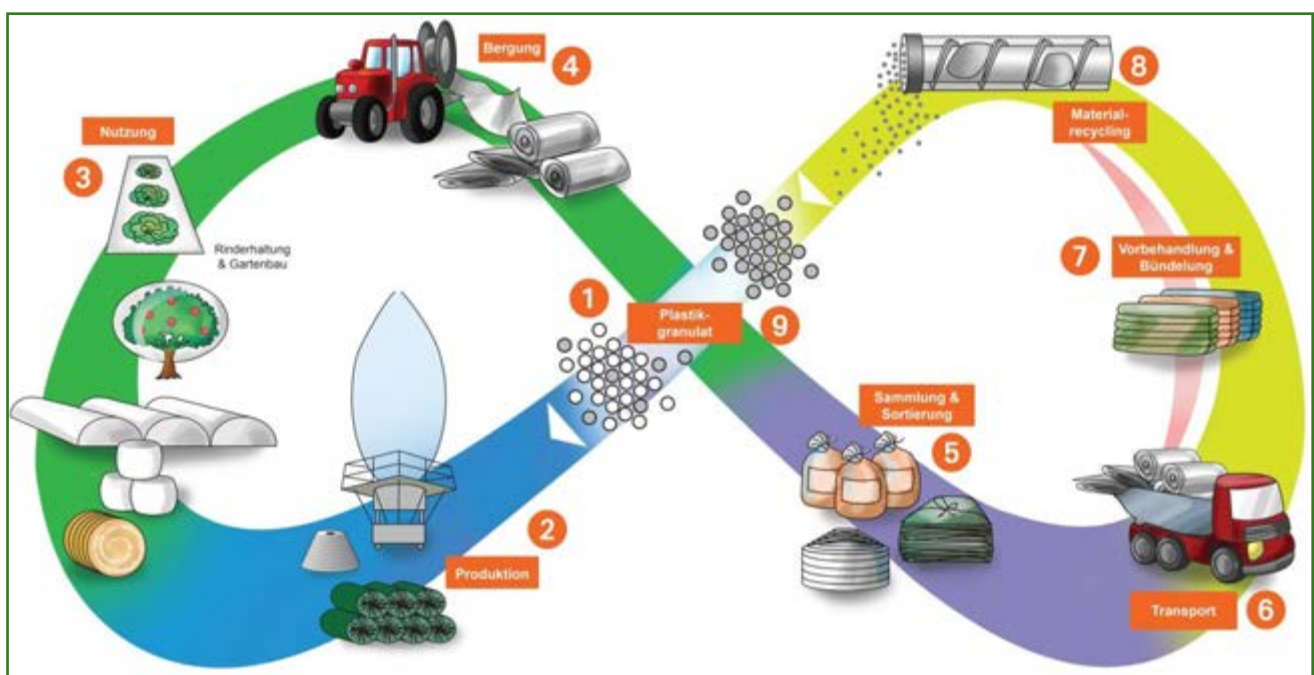 1
Plastik-
granulat
9
2
Produktion
3
Nutzung
Rinderhaltung
& Gartenbau
4
Bergung
5
Sammlung &
Sortierung
6
Transport
7
Vorbehandlung &
Bündelung
8
Material-
recycling